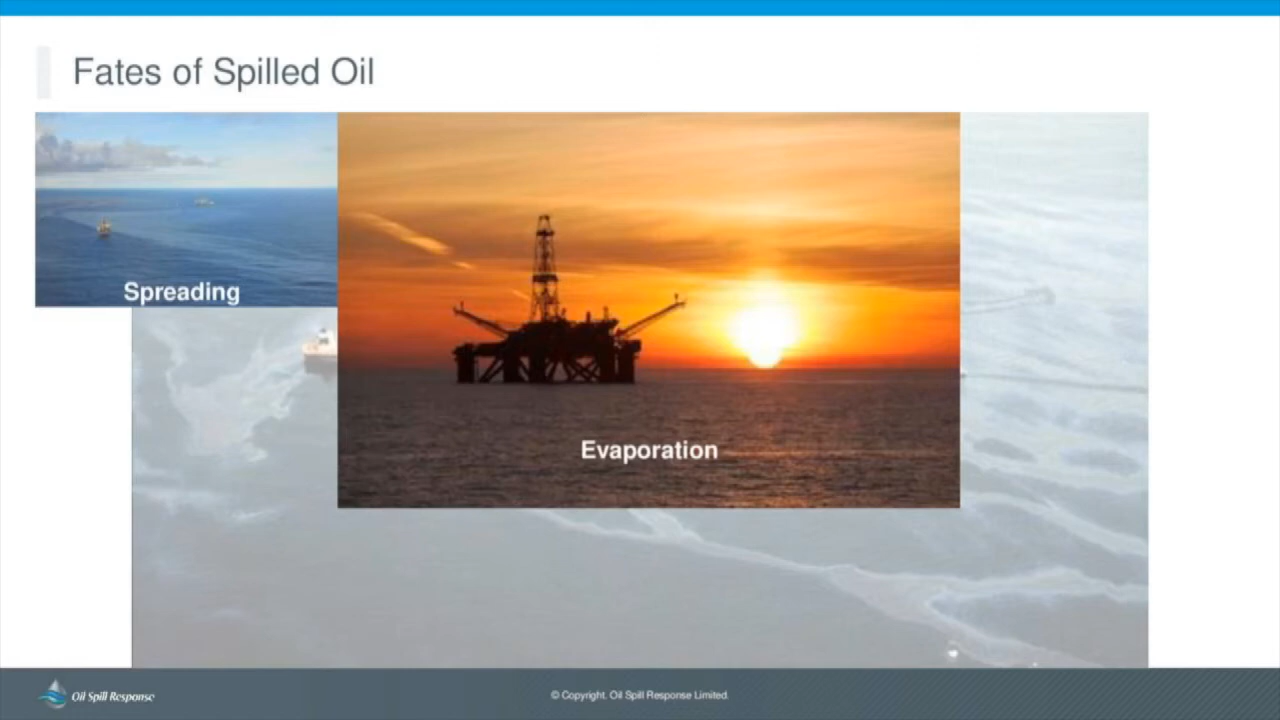 Fates of Spilled Oil
Spreading
Evaporation
Oil Spill Response
© Copyright. Oil Spill Response Limited.